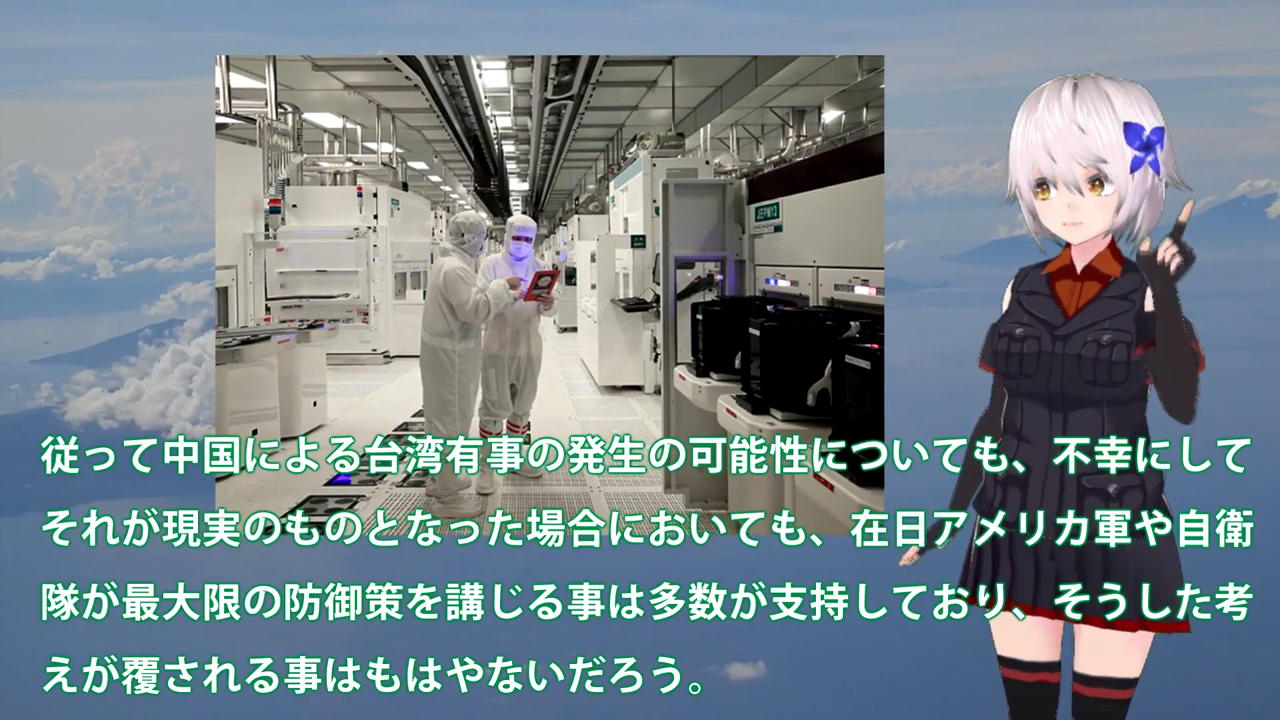 JEPW13
従って中国による台湾有事の発生の可能性についても、不幸にして
それが現実のものとなった場合においても、在日アメリカ軍や自衛
隊が最大限の防御策を講じる事は多数が支持しており、そうした考
えが覆される事はもはやないだろう。